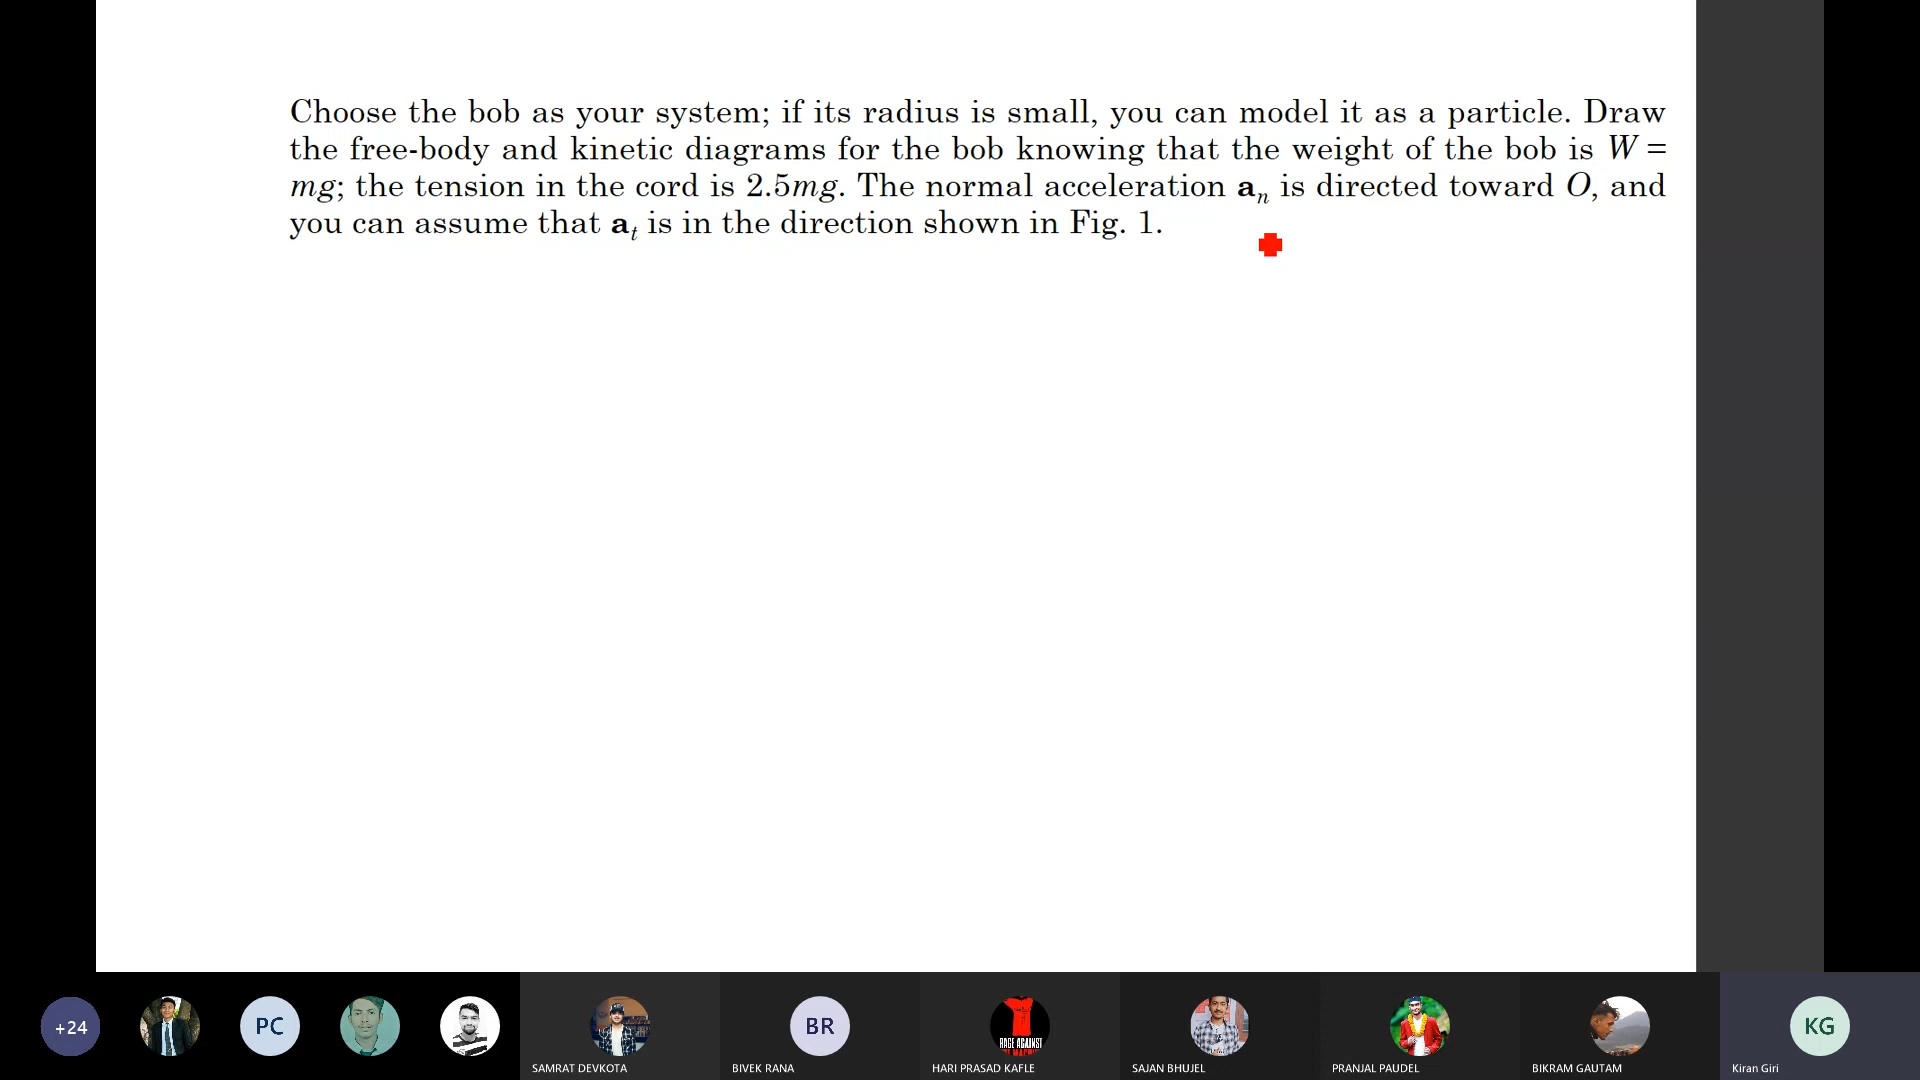 Choose the bob as your system; if its radius is small, you can model it as a particle. Draw
the free-body and kinetic diagrams for the bob knowing that the weight of the bob is W =
mg; the tension in the cord is 2.5mg. The normal acceleration aₙ is directed toward O, and
you can assume that aₜ is in the direction shown in Fig. 1.
+24
PC
BR
RAGE AGAINST
KG
SAMRAT DEVKOTA
BIVEK RANA
HARI PRASAD KAFLE
SAJAN BHUJEL
PRANJAL PAUDEL
BIKRAM GAUTAM
Kiran Giri